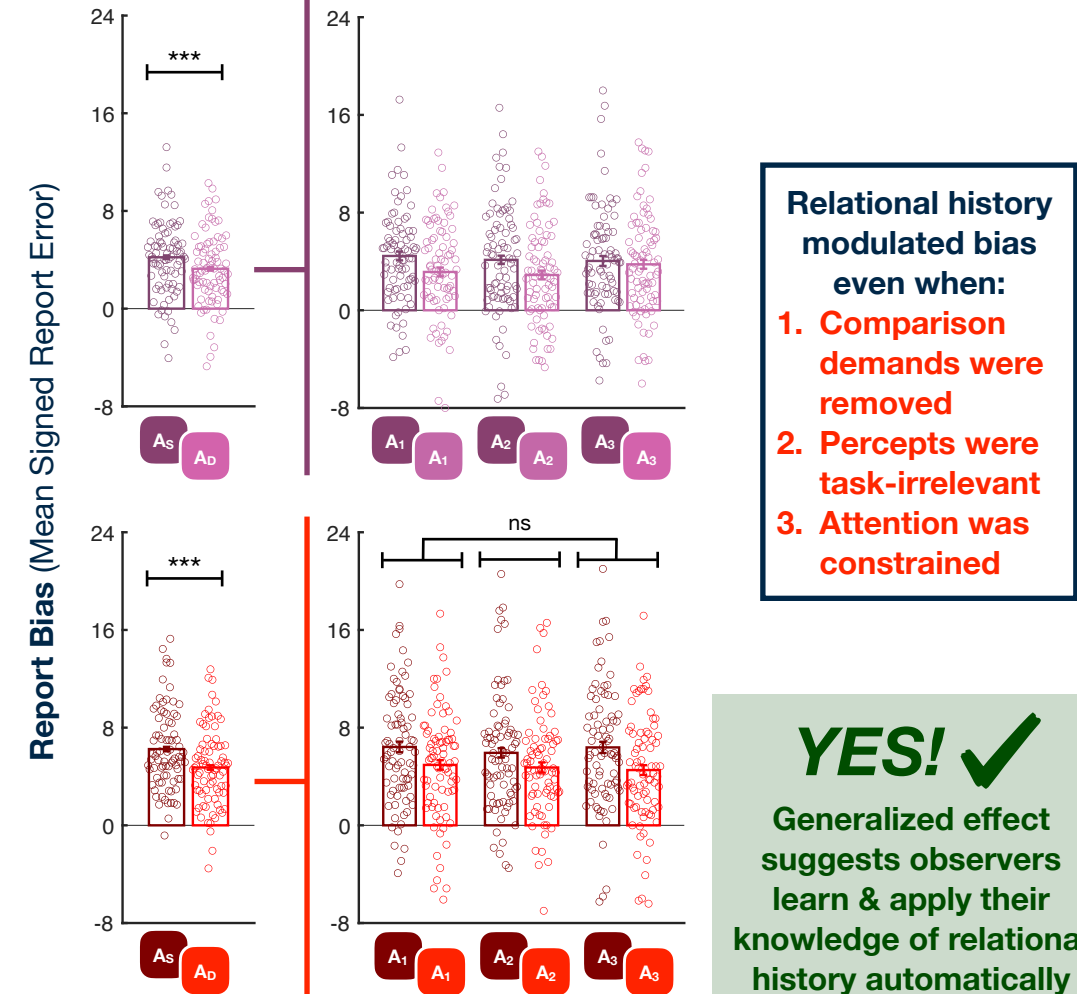 Report Bias (Mean Signed Report Error)
24
16
8
0
-8
***
AS
AD
24
16
8
0
-8
A1
A1
A2
A2
A3
A3
24
16
8
0
-8
***
AS
AD
24
16
8
0
-8
ns
A1
A1
A2
A2
A3
A3
Relational history
modulated bias
even when:
1. Comparison
demands were
removed
2. Percepts were
task-irrelevant
3. Attention was
constrained
YES! ✓
Generalized effect
suggests observers
learn & apply their
knowledge of relationa
history automatically